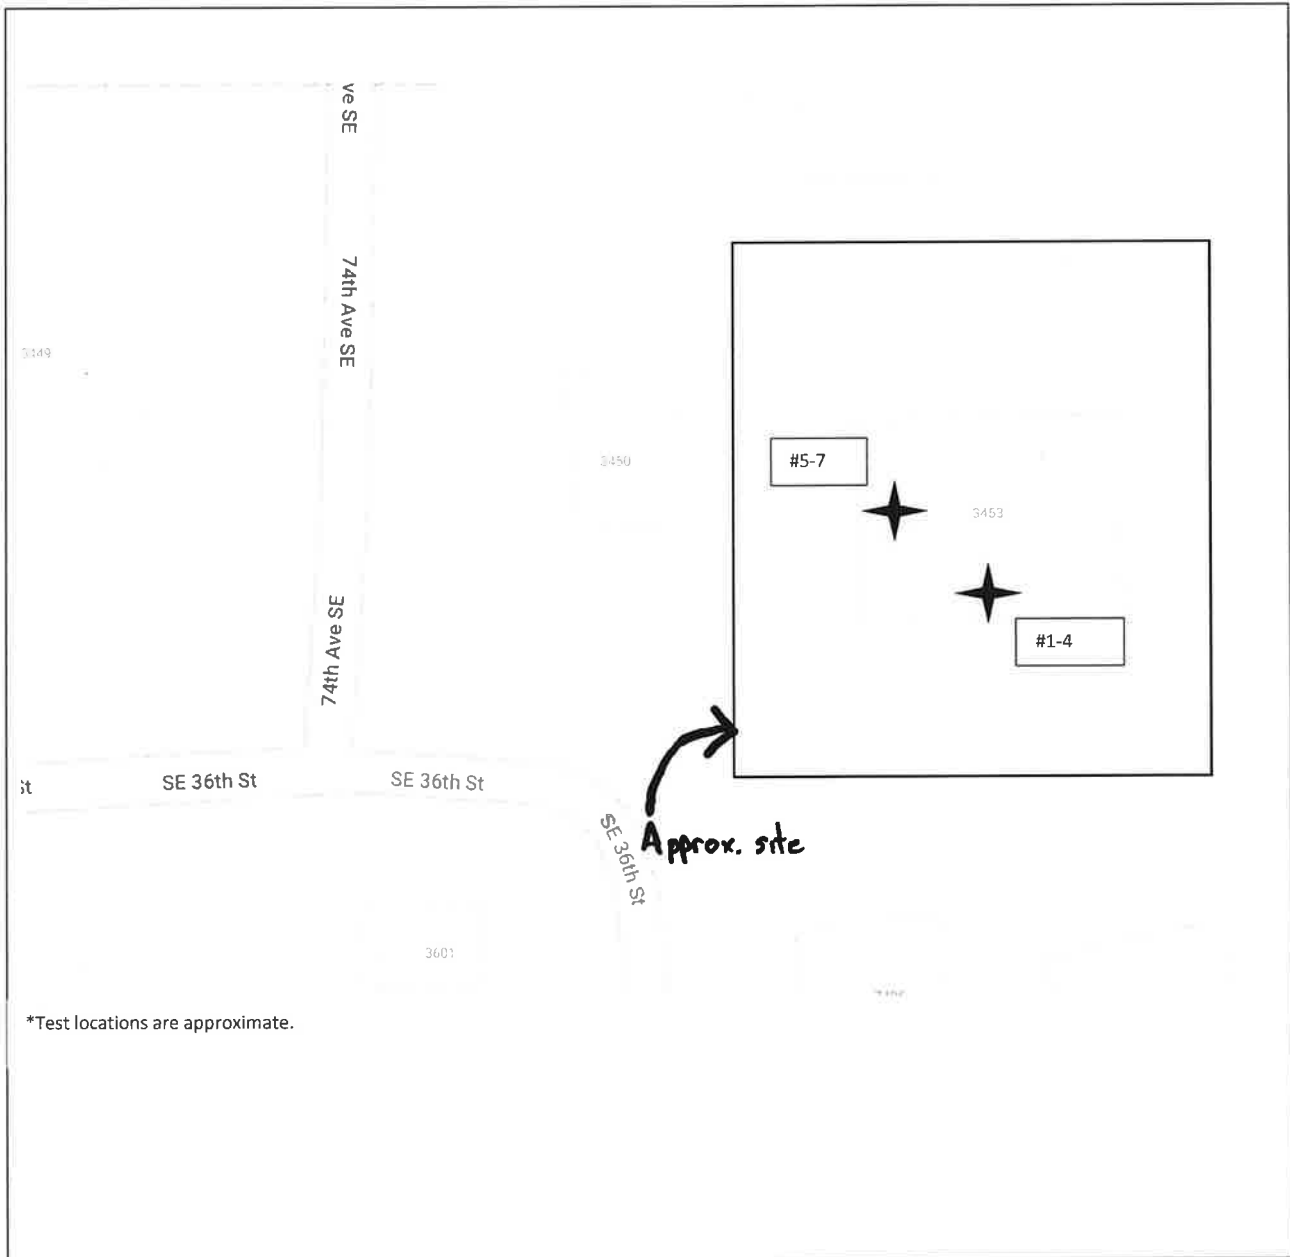 ve SE
74th Ave SE
3449
#5-7
3450
3453
74th Ave SE
#1-4
st
SE 36th St
SE 36th St
SE 36th St
Approx. site
3601
*Test locations are approximate.